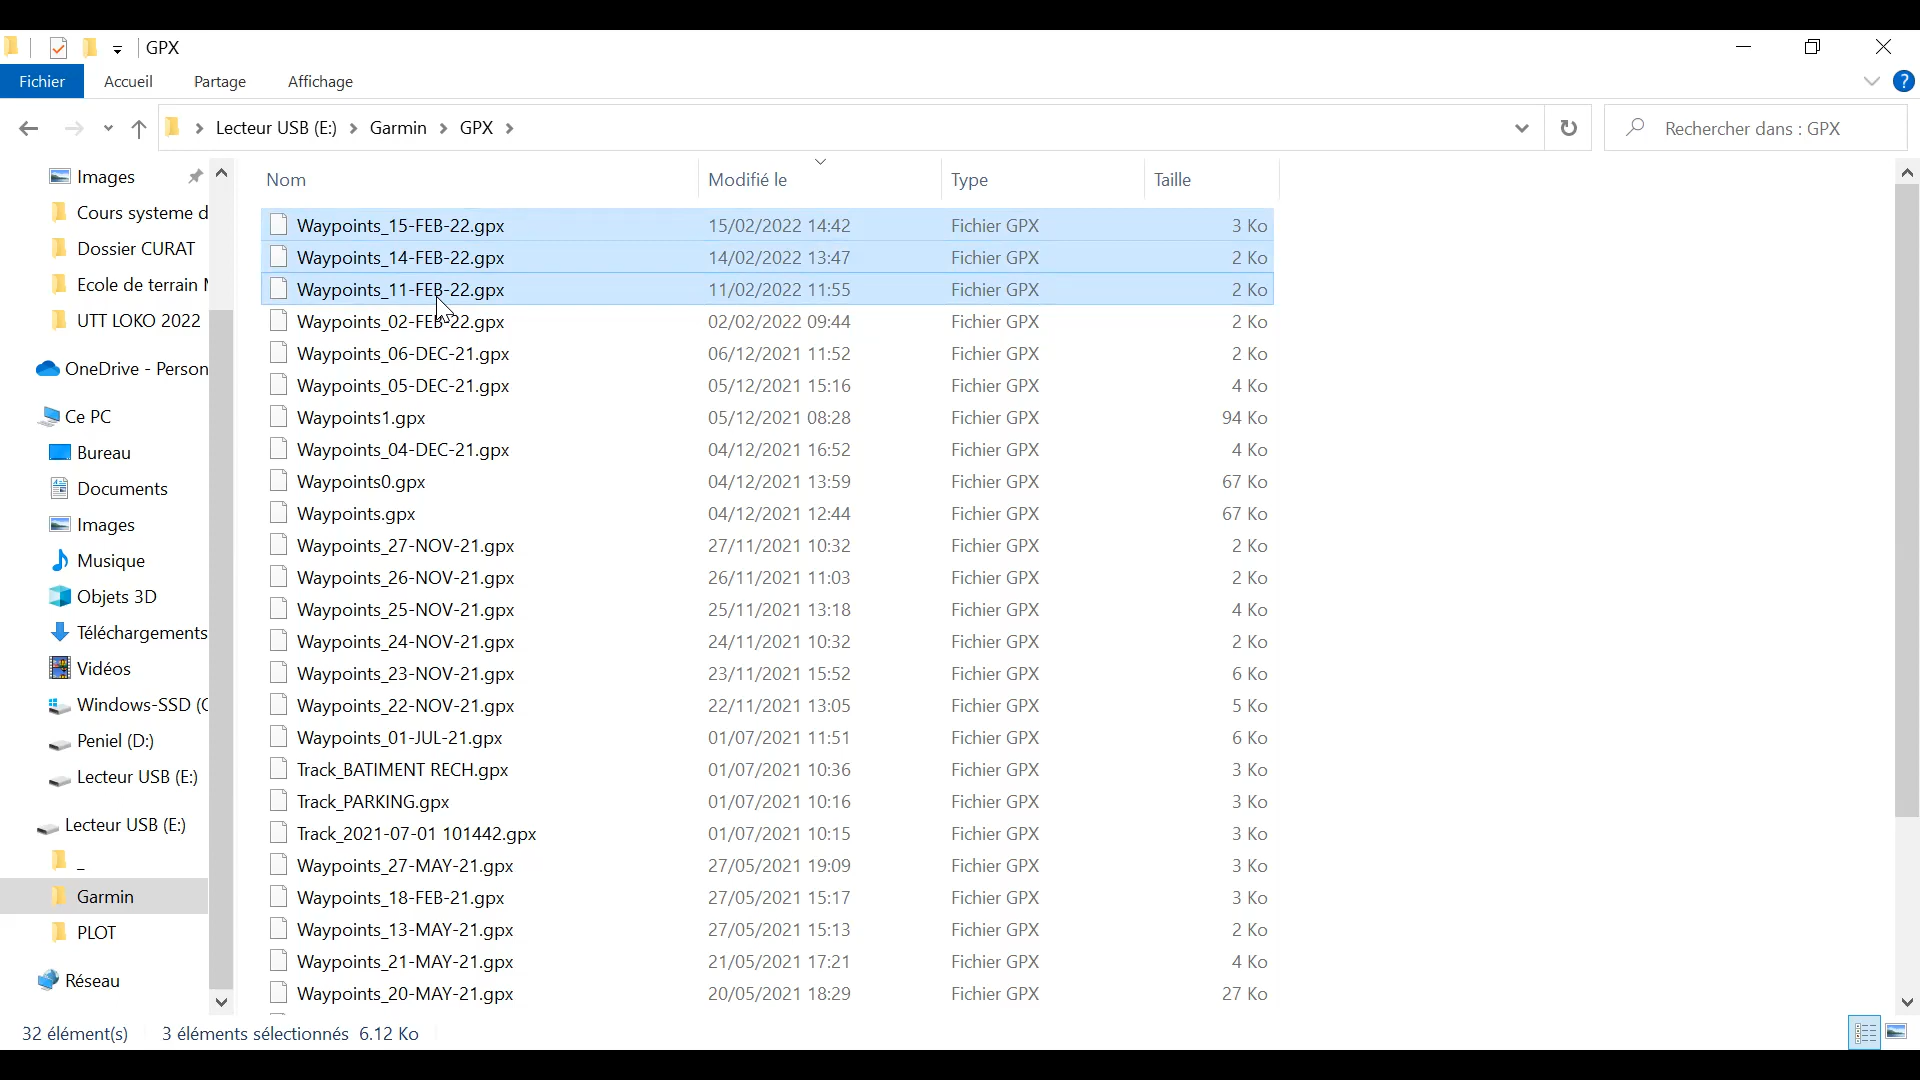 GPX
Fichier Accueil Partage Affichage
Lecteur USB (E:) Garmin GPX
Rechercher dans : GPX
Images
Cours systeme d
Dossier CURAT
Ecole de terrain
UTT LOKO 2022
OneDrive - Person
Ce PC
Bureau
Documents
Images
Musique
Objets 3D
Téléchargements
Vidéos
Windows-SSD (C
Peniel (D:)
Lecteur USB (E:)
Lecteur USB (E:)
_
Garmin
PLOT
Réseau
Nom Modifié le Type Taille
Waypoints_15-FEB-22.gpx 15/02/2022 14:42 Fichier GPX 3 Ko
Waypoints_14-FEB-22.gpx 14/02/2022 13:47 Fichier GPX 2 Ko
Waypoints_11-FEB-22.gpx 11/02/2022 11:55 Fichier GPX 2 Ko
Waypoints_02-FEB-22.gpx 02/02/2022 09:44 Fichier GPX 2 Ko
Waypoints_06-DEC-21.gpx 06/12/2021 11:52 Fichier GPX 2 Ko
Waypoints_05-DEC-21.gpx 05/12/2021 15:16 Fichier GPX 4 Ko
Waypoints1.gpx 05/12/2021 08:28 Fichier GPX 94 Ko
Waypoints_04-DEC-21.gpx 04/12/2021 16:52 Fichier GPX 4 Ko
Waypoints0.gpx 04/12/2021 13:59 Fichier GPX 67 Ko
Waypoints.gpx 04/12/2021 12:44 Fichier GPX 67 Ko
Waypoints_27-NOV-21.gpx 27/11/2021 10:32 Fichier GPX 2 Ko
Waypoints_26-NOV-21.gpx 26/11/2021 11:03 Fichier GPX 2 Ko
Waypoints_25-NOV-21.gpx 25/11/2021 13:18 Fichier GPX 4 Ko
Waypoints_24-NOV-21.gpx 24/11/2021 10:32 Fichier GPX 2 Ko
Waypoints_23-NOV-21.gpx 23/11/2021 15:52 Fichier GPX 6 Ko
Waypoints_22-NOV-21.gpx 22/11/2021 13:05 Fichier GPX 5 Ko
Waypoints_01-JUL-21.gpx 01/07/2021 11:51 Fichier GPX 6 Ko
Track_BATIMENT RECH.gpx 01/07/2021 10:36 Fichier GPX 3 Ko
Track_PARKING.gpx 01/07/2021 10:16 Fichier GPX 3 Ko
Track_2021-07-01 101442.gpx 01/07/2021 10:15 Fichier GPX 3 Ko
Waypoints_27-MAY-21.gpx 27/05/2021 19:09 Fichier GPX 3 Ko
Waypoints_18-FEB-21.gpx 27/05/2021 15:17 Fichier GPX 3 Ko
Waypoints_13-MAY-21.gpx 27/05/2021 15:13 Fichier GPX 2 Ko
Waypoints_21-MAY-21.gpx 21/05/2021 17:21 Fichier GPX 4 Ko
Waypoints_20-MAY-21.gpx 20/05/2021 18:29 Fichier GPX 27 Ko
32 élément(s) 3 éléments sélectionnés 6.12 Ko